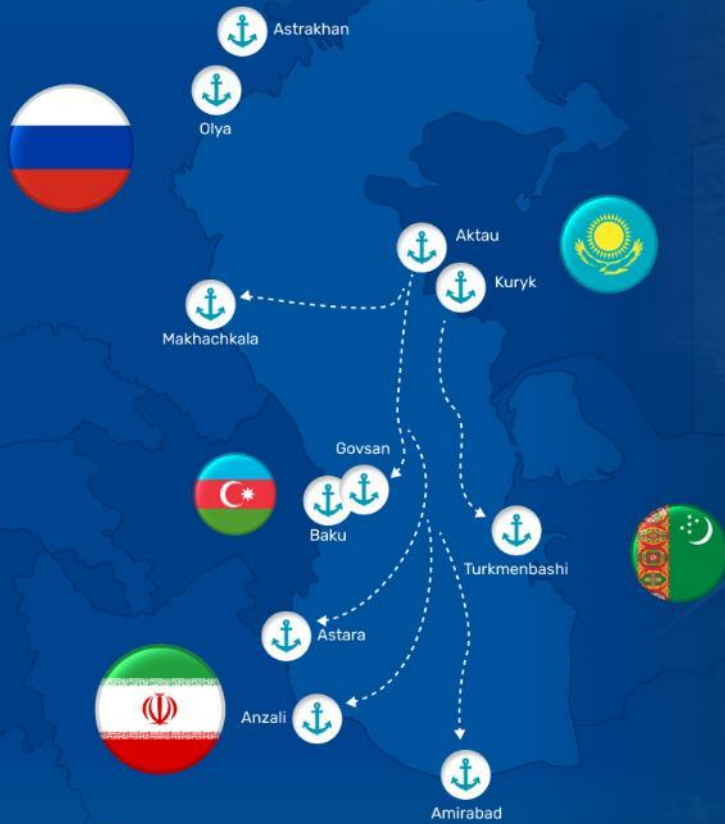 Astrakhan
Olya
Aktau
Kuryk
Makhachkala
Govsan
Baku
Turkmenbashi
Astara
Anzali
Amirabad